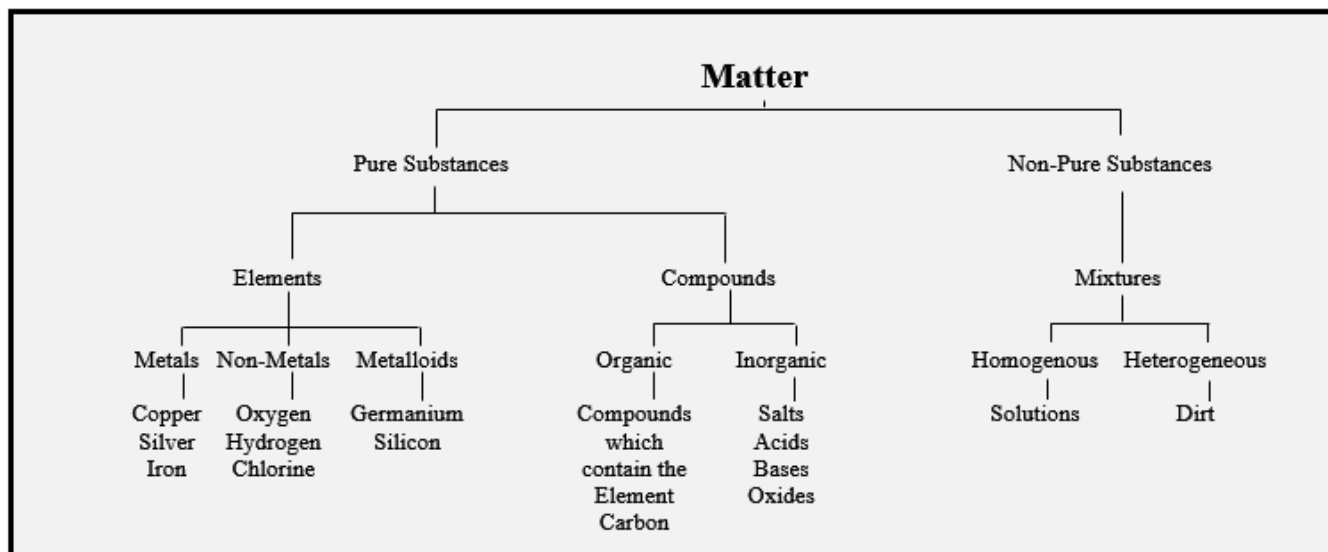 Matter
Pure Substances
Non-Pure Substances
Elements
Compounds
Mixtures
Metals
Non-Metals
Metalloids
Organic
Inorganic
Homogenous
Heterogeneous
Copper
Silver
Iron
Oxygen
Hydrogen
Chlorine
Germanium
Silicon
Compounds
which
contain the
Element
Carbon
Salts
Acids
Bases
Oxides
Solutions
Dirt